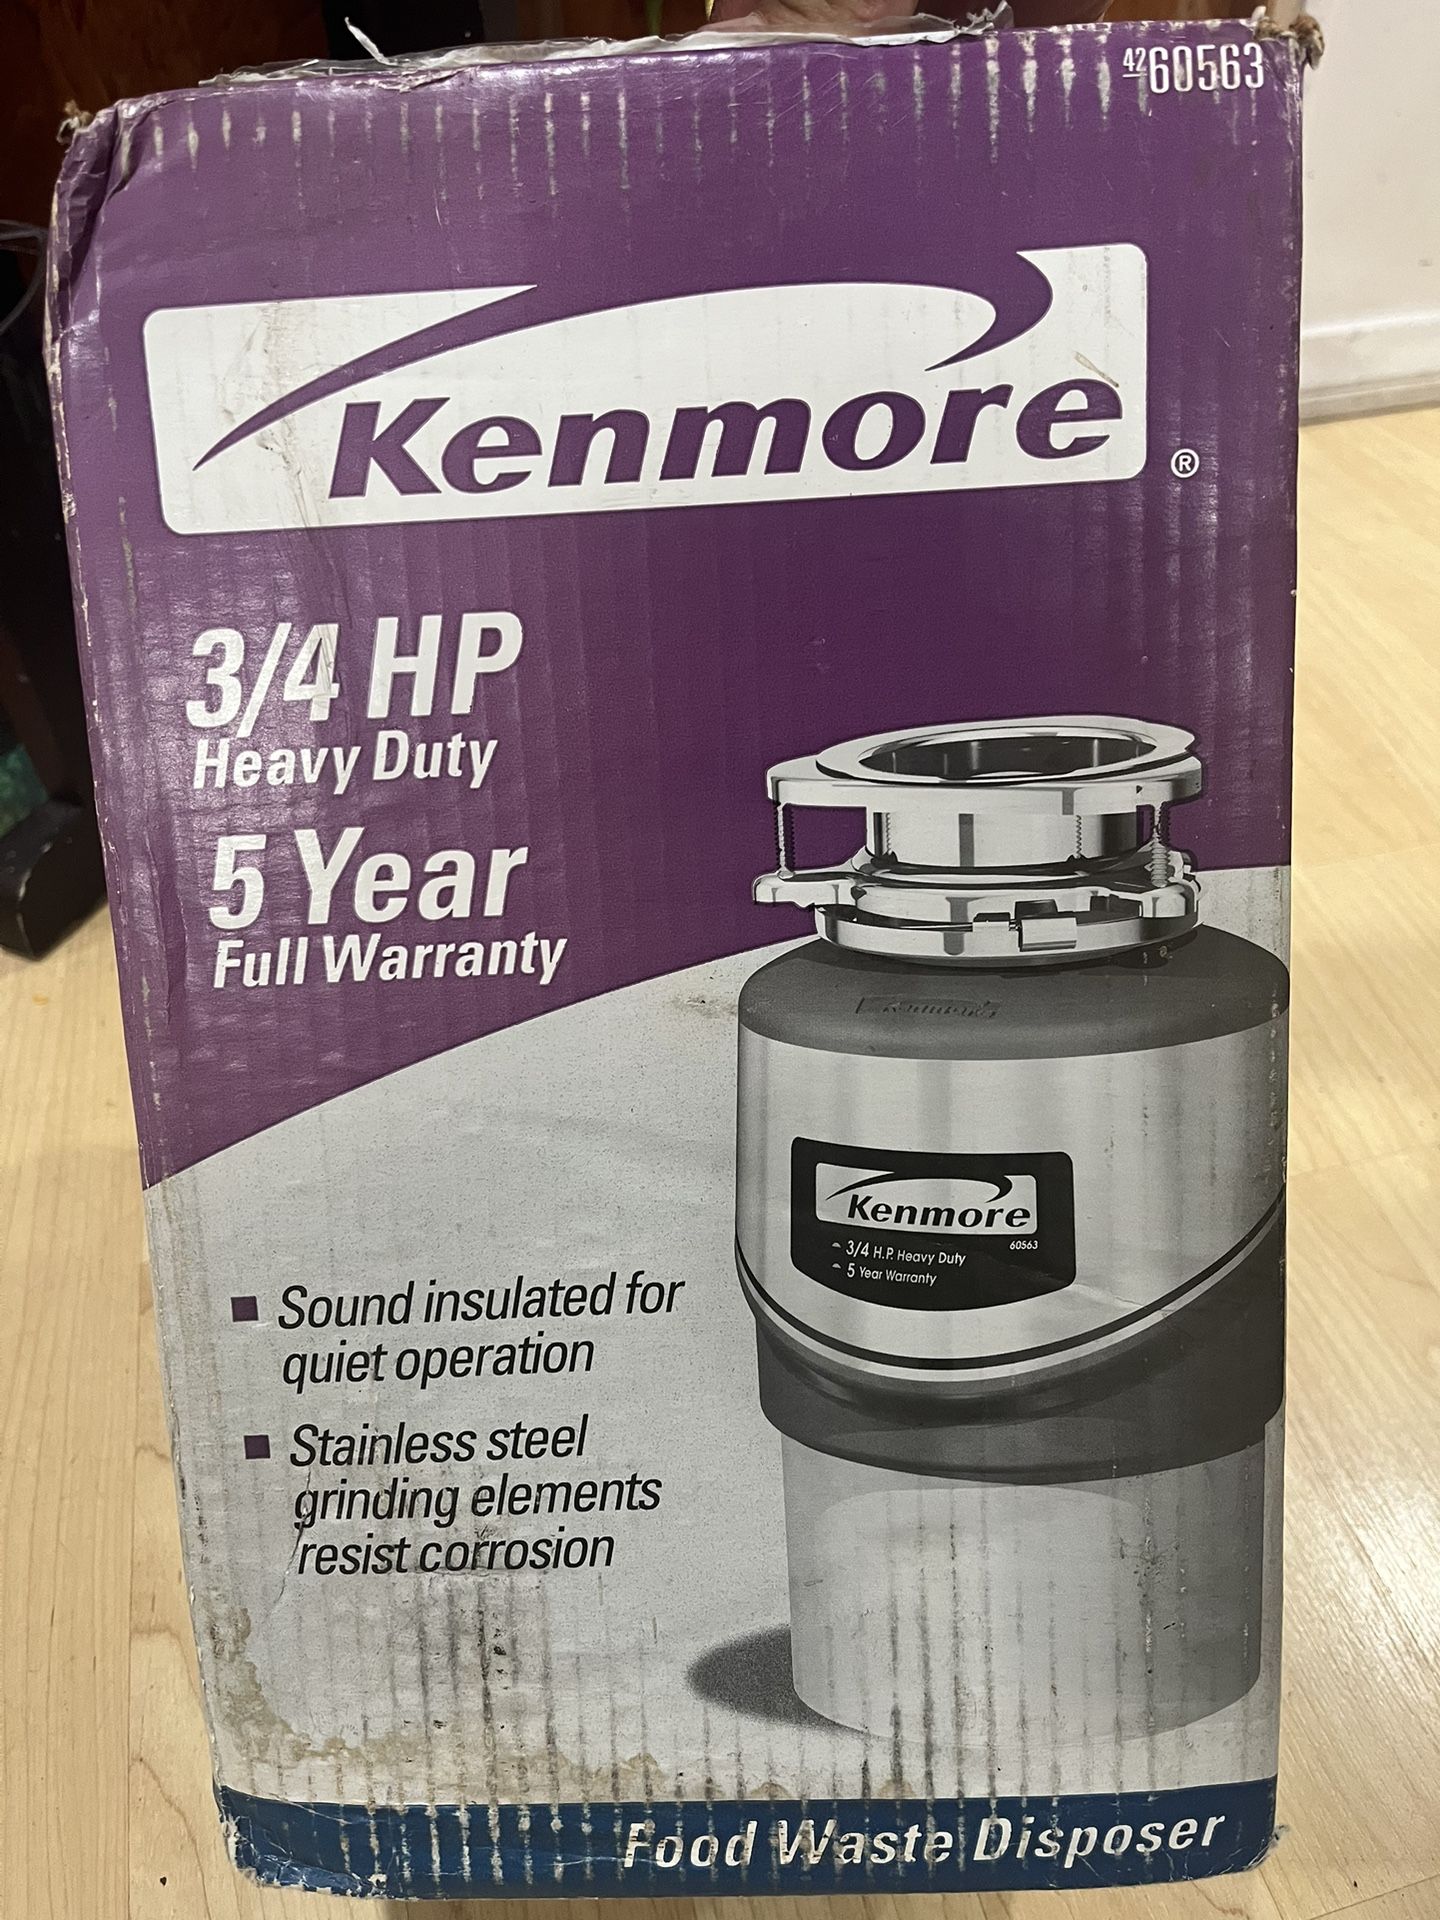 4260563
Kenmore®
3/4 HP
Heavy Duty
5 Year
Full Warranty
Kenmore
Kenmore
60563
3/4 H.P. Heavy Duty
5 Year Warranty
Sound insulated for
quiet operation
Stainless steel
grinding elements
resist corrosion
Food Waste Disposer